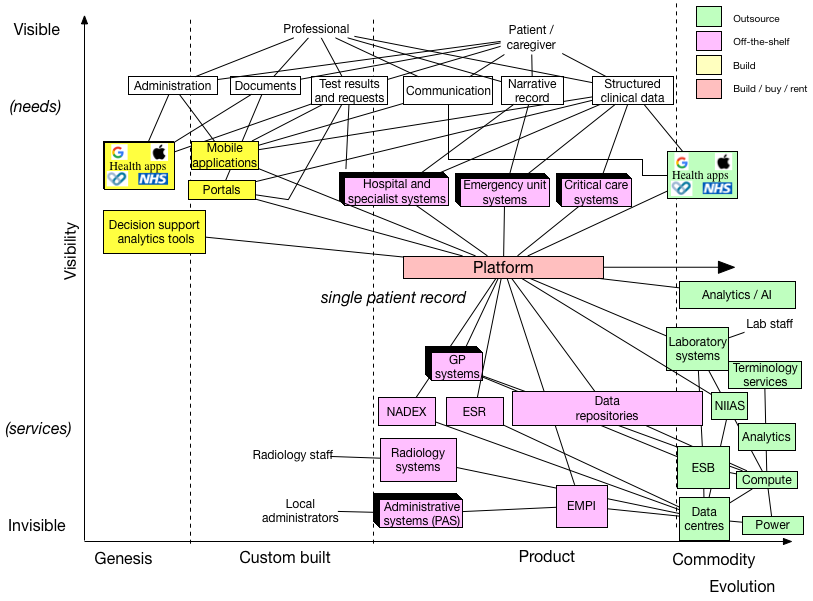 Visible
Professional
Patient /
caregiver
Outsource
Off-the-shelf
Build
Build / buy / rent
(needs)
Administration
Documents
Test results
and requests
Communication
Narrative
record
Structured
clinical data
G
Health apps
NHS
Mobile
applications
Portals
Hospital and
specialist systems
Emergency unit
systems
Critical care
systems
G
Health apps
NHS
Decision support
analytics tools
Visibility
Platform
single patient record
Analytics / AI
Lab staff
Laboratory
systems
GP
systems
Terminology
services
NADEX
ESR
Data
repositories
NIIAS
(services)
Analytics
Radiology staff
Radiology
systems
ESB
Compute
Local
administrators
Administrative
systems (PAS)
EMPI
Data
centres
Power
Invisible
Genesis
Custom built
Product
Commodity
Evolution